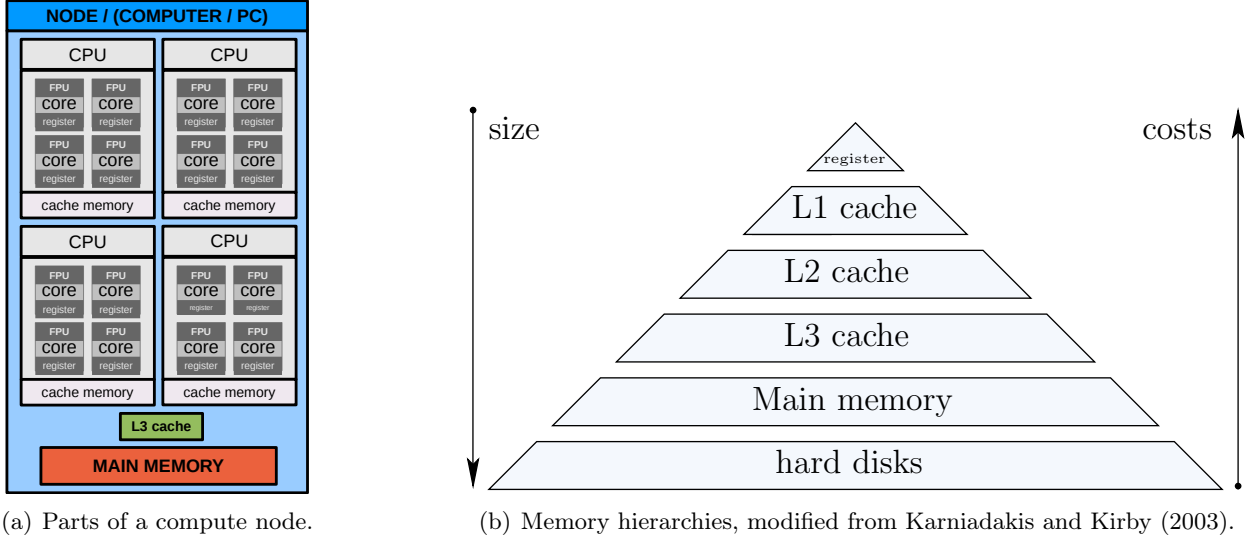 NODE / (COMPUTER / PC)
CPU
CPU
FPU FPU
core core
register register
FPU FPU
core core
register register
cache memory
FPU FPU
core core
register register
FPU FPU
core core
register register
cache memory
CPU
CPU
FPU FPU
core core
register register
FPU FPU
core core
register register
cache memory
FPU FPU
core core
register register
FPU FPU
core core
register register
cache memory
L3 cache
MAIN MEMORY
(a) Parts of a compute node.
size
costs
register
L1 cache
L2 cache
L3 cache
Main memory
hard disks
(b) Memory hierarchies, modified from Karniadakis and Kirby (2003).